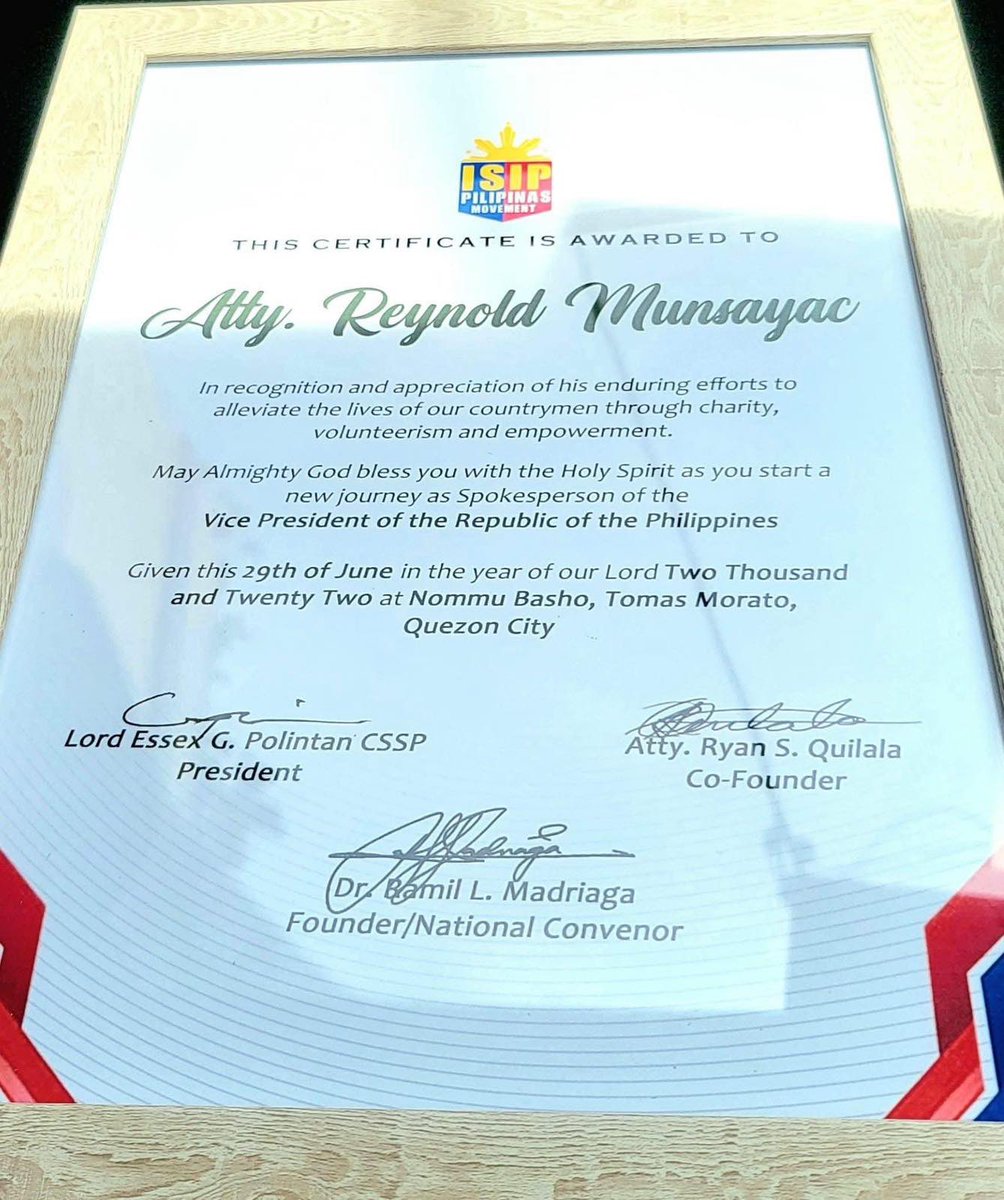 ISIP
PILIPINAS
MOVEMENT
THIS CERTIFICATE IS AWARDED TO
Atty. Reynold Munsayac
In recognition and appreciation of his enduring efforts to
alleviate the lives of our countrymen through charity,
volunteerism and empowerment.
May Almighty God bless you with the Holy Spirit as you start a
new journey as Spokesperson of the
Vice President of the Republic of the Philippines
Given this 29th of June in the year of our Lord Two Thousand
and Twenty Two at Nommu Basho, Tomas Morato,
Quezon City
Lord Essex G. Polintan CSSP
President
Atty. Ryan S. Quilala
Co-Founder
Dr. Ramil L. Madriaga
Founder/National Convenor